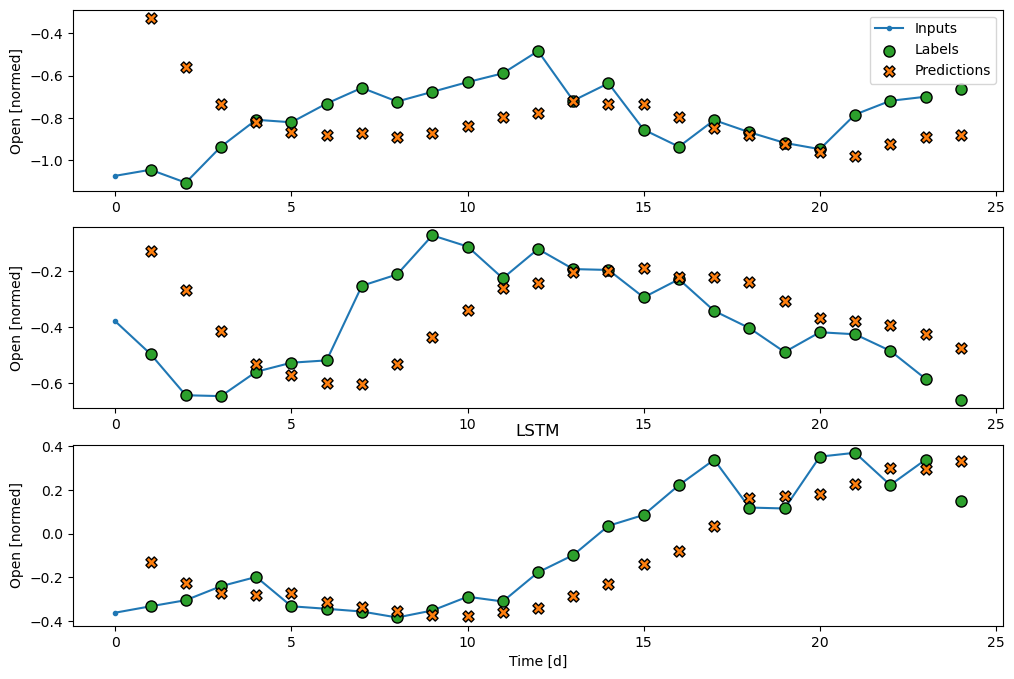 Open [normed]
−0.4
−0.6
−0.8
−1.0
Inputs
Labels
Predictions
0 5 10 15 20 25
Open [normed]
−0.2
−0.4
−0.6
0 5 10 15 20 25
LSTM
Open [normed]
0.4
0.2
0.0
−0.2
−0.4
0 5 10 15 20 25
Time [d]